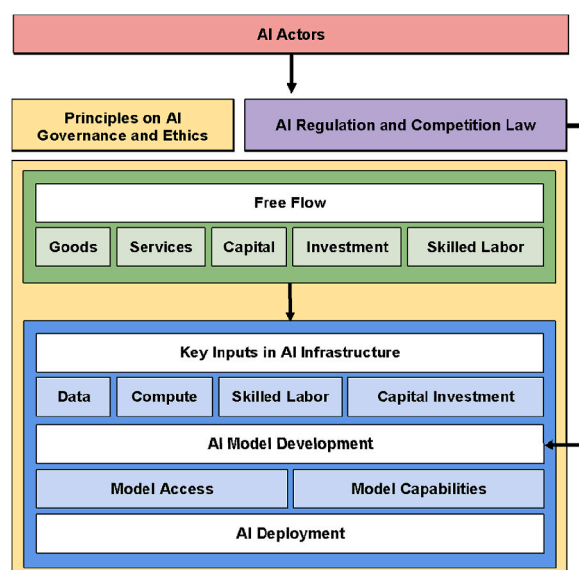 AI Actors
Principles on AI
Governance and Ethics
AI Regulation and Competition Law
Free Flow
Goods
Services
Capital
Investment
Skilled Labor
Key Inputs in AI Infrastructure
Data
Compute
Skilled Labor
Capital Investment
AI Model Development
Model Access
Model Capabilities
AI Deployment